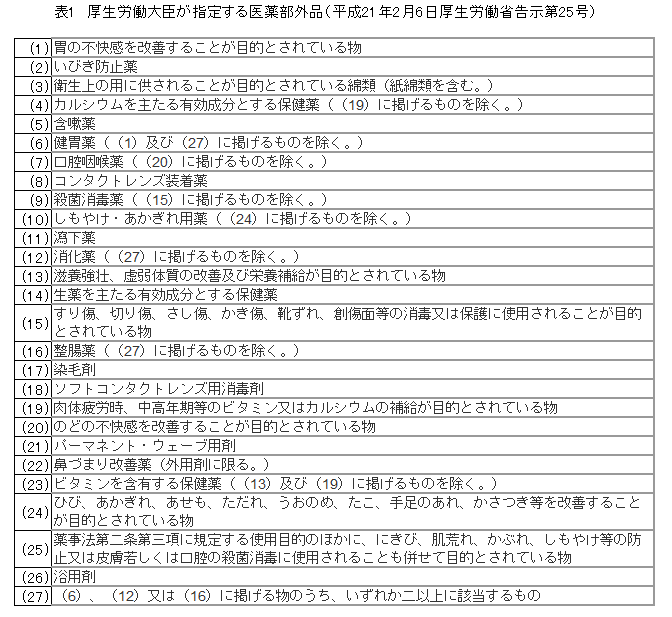 表1　厚生労働大臣が指定する医薬部外品（平成21年2月6日厚生労働省告示第25号）
(1) 胃の不快感を改善することが目的とされている物
(2) いびき防止薬
(3) 衛生上の用に供されることが目的とされている綿類（紙綿類を含む。）
(4) カルシウムを主たる有効成分とする保健薬（（19）に掲げるものを除く。）
(5) 含嗽薬
(6) 健胃薬（（1）及び（27）に掲げるものを除く。）
(7) 口腔咽喉薬（（20）に掲げるものを除く。）
(8) コンタクトレンズ装着薬
(9) 殺菌消毒薬（（15）に掲げるものを除く。）
(10) しもやけ・あかぎれ用薬（（24）に掲げるものを除く。）
(11) 瀉下薬
(12) 消化薬（（27）に掲げるものを除く。）
(13) 滋養強壮、虚弱体質の改善及び栄養補給が目的とされている物
(14) 生薬を主たる有効成分とする保健薬
(15) すり傷、切り傷、さし傷、かき傷、靴ずれ、創傷面等の消毒又は保護に使用されることが目的
とされている物
(16) 整腸薬（（27）に掲げるものを除く。）
(17) 染毛剤
(18) ソフトコンタクトレンズ用消毒剤
(19) 肉体疲労時、中高年期等のビタミン又はカルシウムの補給が目的とされている物
(20) のどの不快感を改善することが目的とされている物
(21) パーマネント・ウェーブ用剤
(22) 鼻づまり改善薬（外用剤に限る。）
(23) ビタミンを含有する保健薬（（13）及び（19）に掲げるものを除く。）
(24) ひび、あかぎれ、あせも、ただれ、うおのめ、たこ、手足のあれ、かさつき等を改善すること
が目的とされている物
(25) 薬事法第二条第三項に規定する使用目的のほかに、にきび、肌荒れ、かぶれ、しもやけ等の防
止又は皮膚若しくは口腔の殺菌消毒に使用されることも併せて目的とされている物
(26) 浴用剤
(27) （6）、（12）又は（16）に掲げる物のうち、いずれか二以上に該当するもの